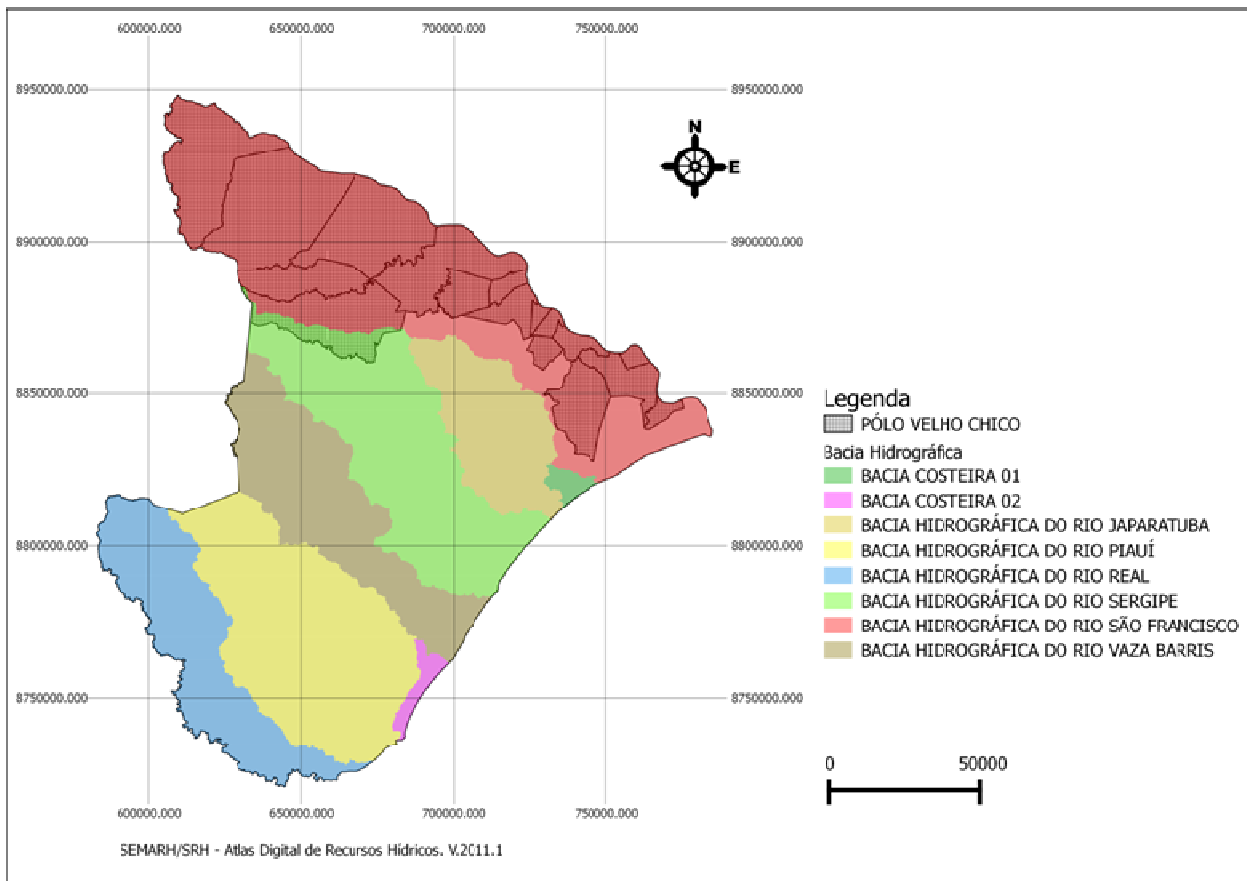 600000.000 650000.000 700000.000 750000.000
8950000.000 8950000.000
N
E
8900000.000 8900000.000
8850000.000 8850000.000
Legenda
PÓLO VELHO CHICO
Bacia Hidrográfica
BACIA COSTEIRA 01
BACIA COSTEIRA 02
BACIA HIDROGRÁFICA DO RIO JAPARATUBA
8800000.000 8800000.000
BACIA HIDROGRÁFICA DO RIO PIAUÍ
BACIA HIDROGRÁFICA DO RIO REAL
BACIA HIDROGRÁFICA DO RIO SERGIPE
BACIA HIDROGRÁFICA DO RIO SÃO FRANCISCO
BACIA HIDROGRÁFICA DO RIO VAZA BARRIS
8750000.000 8750000.000
0 50000
600000.000 650000.000 700000.000 750000.000
SEMARH/SRH - Atlas Digital de Recursos Hídricos. V.2011.1